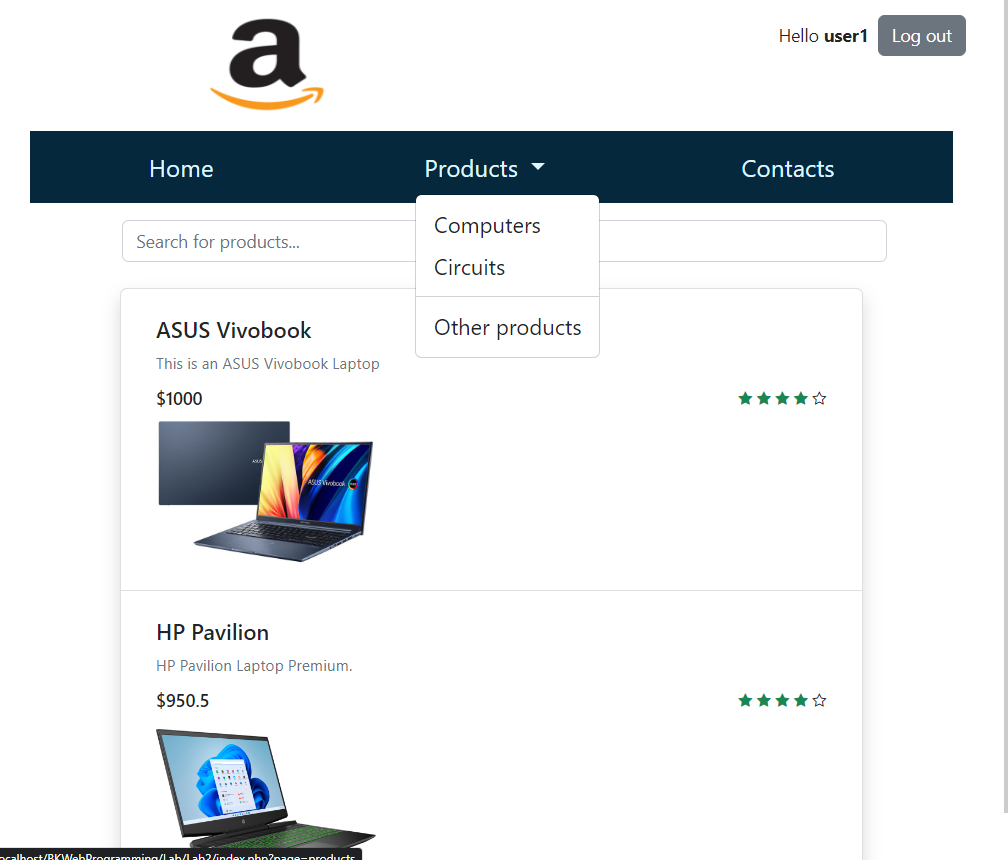 a
Hello user1 Log out
Home Products Contacts
Search for products...
Computers
Circuits
Other products
ASUS Vivobook
This is an ASUS Vivobook Laptop
$1000
ASUS Vivobook
HP Pavilion
HP Pavilion Laptop Premium.
$950.5
ocalhost/BKWebProgramming/Lab/Lab2/index.php?page=products